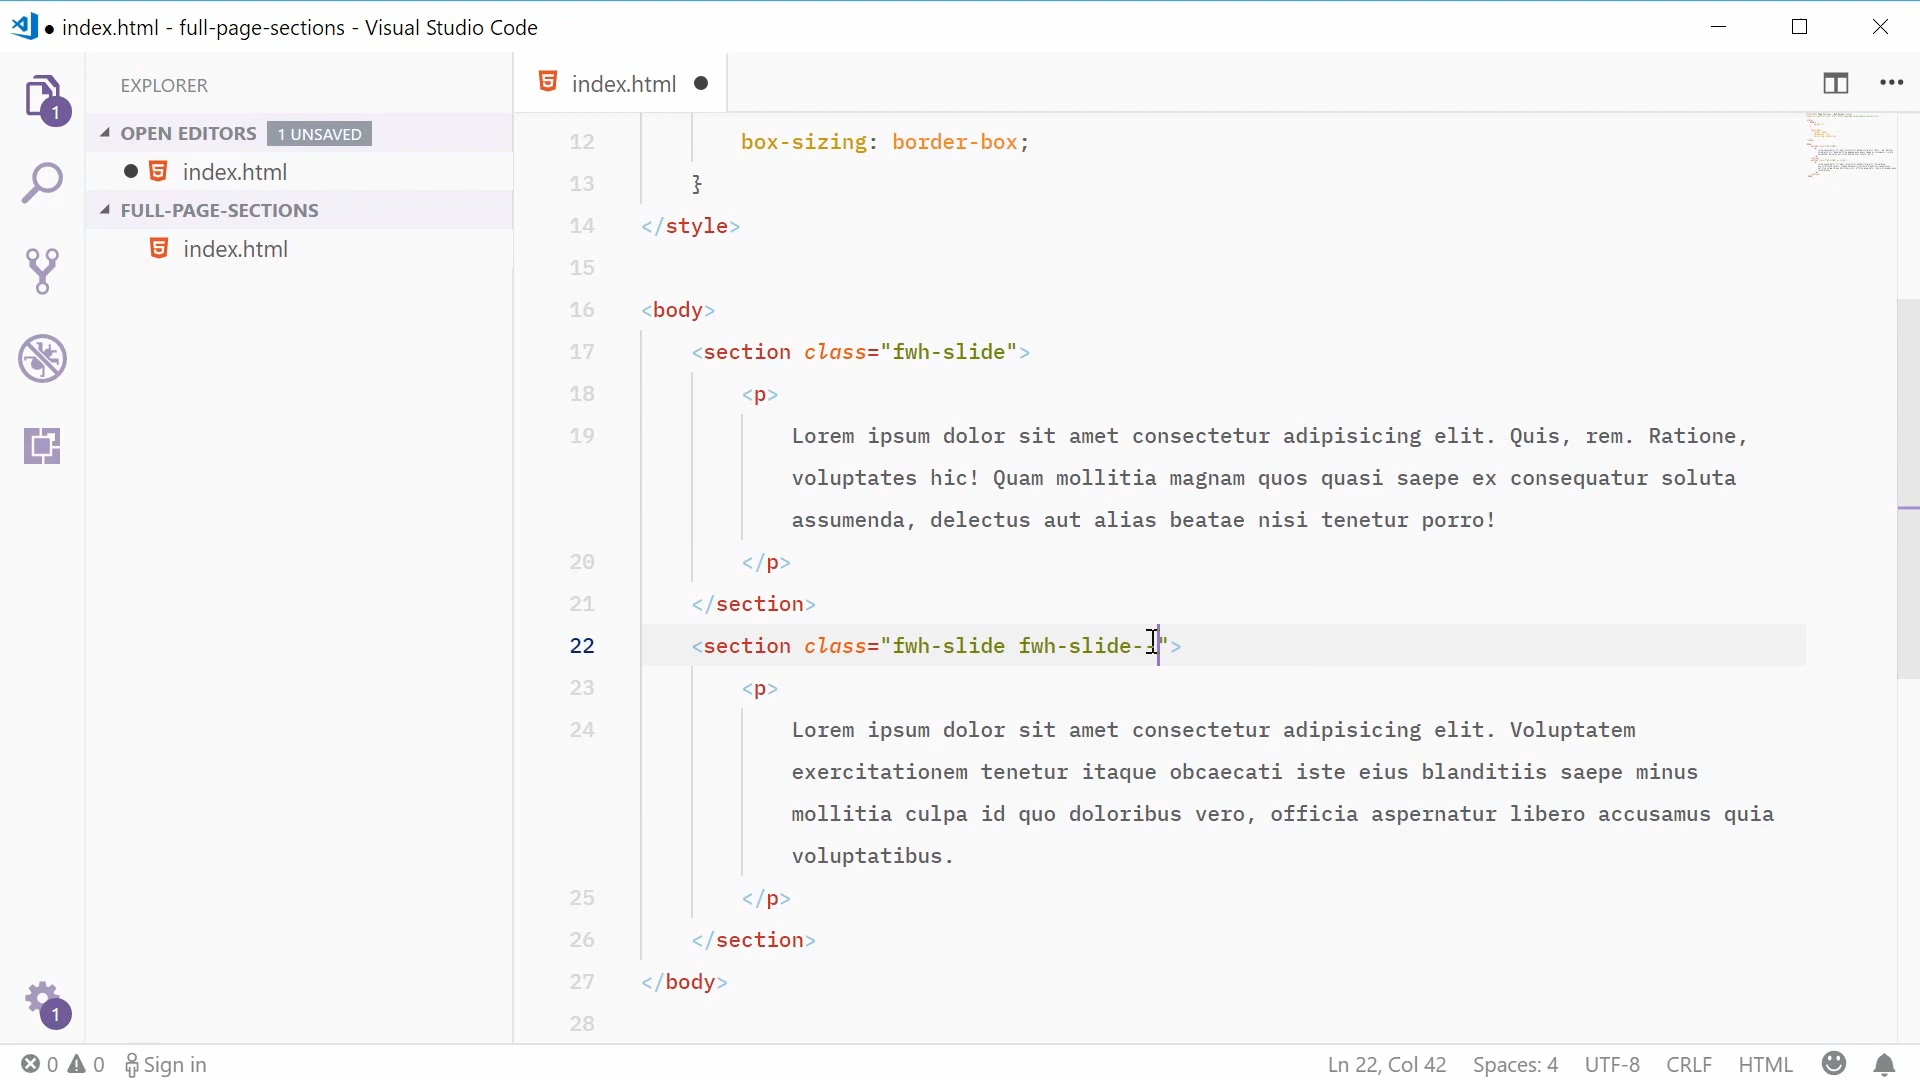 index.html - full-page-sections - Visual Studio Code
EXPLORER
OPEN EDITORS 1 UNSAVED
index.html
FULL-PAGE-SECTIONS
index.html
1
1
index.html
12 box-sizing: border-box;
13 }
14 </style>
15
16 <body>
17 <section class="fwh-slide">
18 <p>
19 Lorem ipsum dolor sit amet consectetur adipisicing elit. Quis, rem. Ratione,
voluptates hic! Quam mollitia magnam quos quasi saepe ex consequatur soluta
assumenda, delectus aut alias beatae nisi tenetur porro!
20 </p>
21 </section>
22 <section class="fwh-slide fwh-slide--">
23 <p>
24 Lorem ipsum dolor sit amet consectetur adipisicing elit. Voluptatem
exercitationem tenetur itaque obcaecati iste eius blanditiis saepe minus
mollitia culpa id quo doloribus vero, officia aspernatur libero accusamus quia
voluptatibus.
25 </p>
26 </section>
27 </body>
28
0 0 Sign in
Ln 22, Col 42 Spaces: 4 UTF-8 CRLF HTML